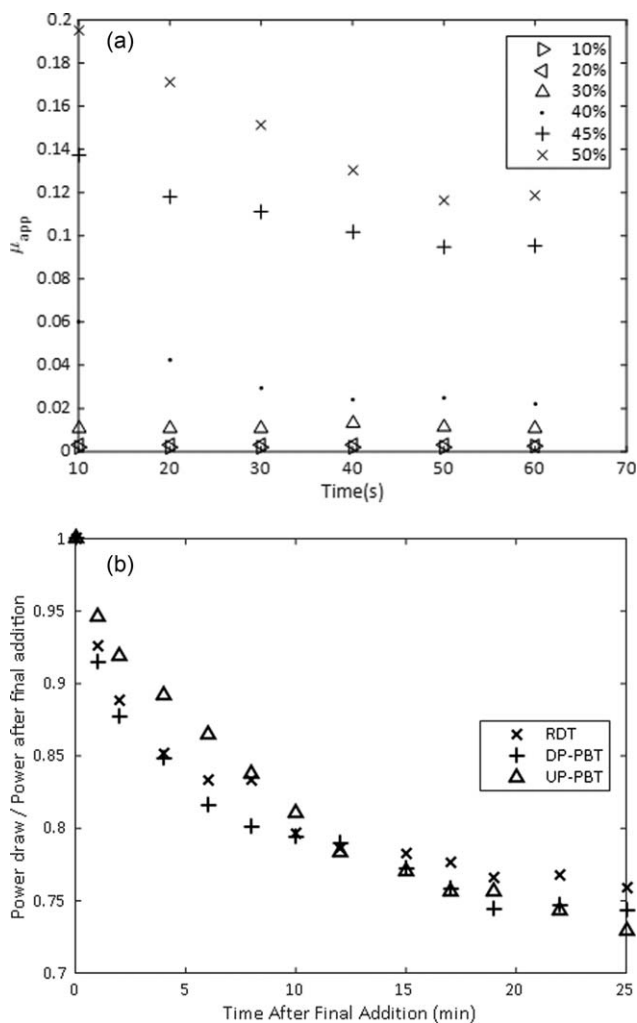 (a)
0.2
0.18
0.16
0.14
0.12
0.1
0.08
0.06
0.04
0.02
0
μapp
10 20 30 40 50 60 70
Time(s)
10%
20%
30%
40%
45%
50%
(b)
1
0.95
0.9
0.85
0.8
0.75
0.7
Power draw / Power after final addition
0 5 10 15 20 25
Time After Final Addition (min)
RDT
DP-PBT
UP-PBT